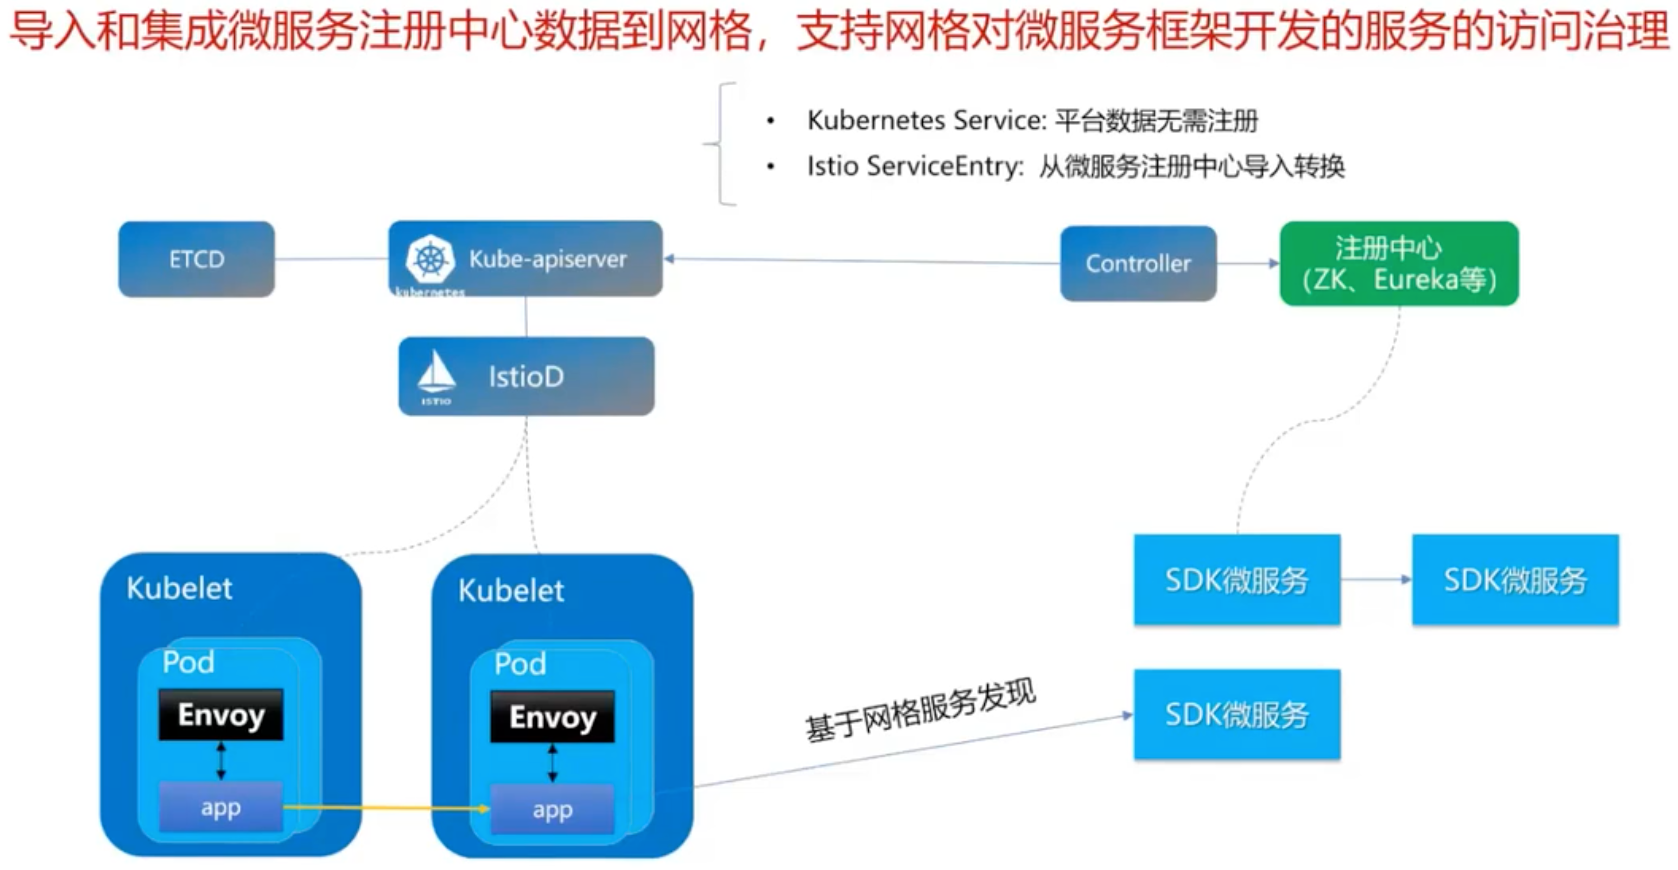 导入和集成微服务注册中心数据到网格，支持网格对微服务框架开发的服务的访问治理
• Kubernetes Service: 平台数据无需注册
• Istio ServiceEntry: 从微服务注册中心导入转换
ETCD
kubernetes
Kube-apiserver
Controller
注册中心
（ZK、Eureka等）
ISTIO
IstioD
Kubelet
Pod
Envoy
app
Kubelet
Pod
Envoy
app
基于网格服务发现
SDK微服务
SDK微服务
SDK微服务